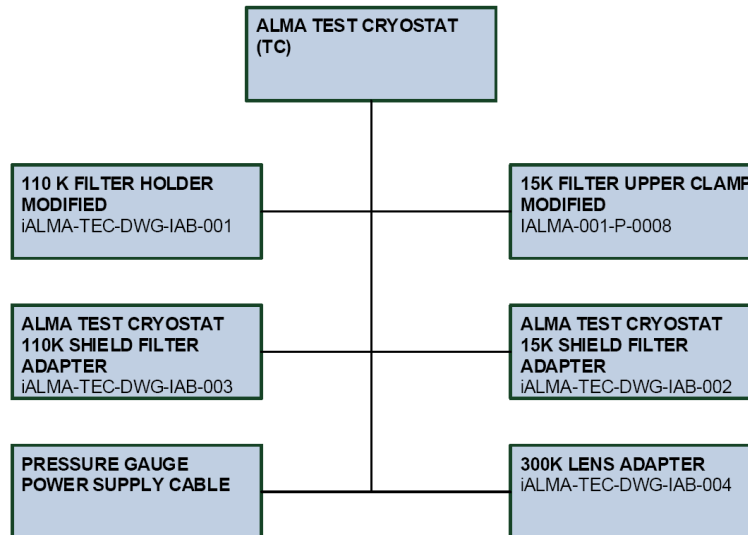 ALMA TEST CRYOSTAT
(TC)
110 K FILTER HOLDER
MODIFIED
iALMA-TEC-DWG-IAB-001
15K FILTER UPPER CLAMP
MODIFIED
IALMA-001-P-0008
ALMA TEST CRYOSTAT
110K SHIELD FILTER
ADAPTER
iALMA-TEC-DWG-IAB-003
ALMA TEST CRYOSTAT
15K SHIELD FILTER
ADAPTER
iALMA-TEC-DWG-IAB-002
PRESSURE GAUGE
POWER SUPPLY CABLE
300K LENS ADAPTER
iALMA-TEC-DWG-IAB-004